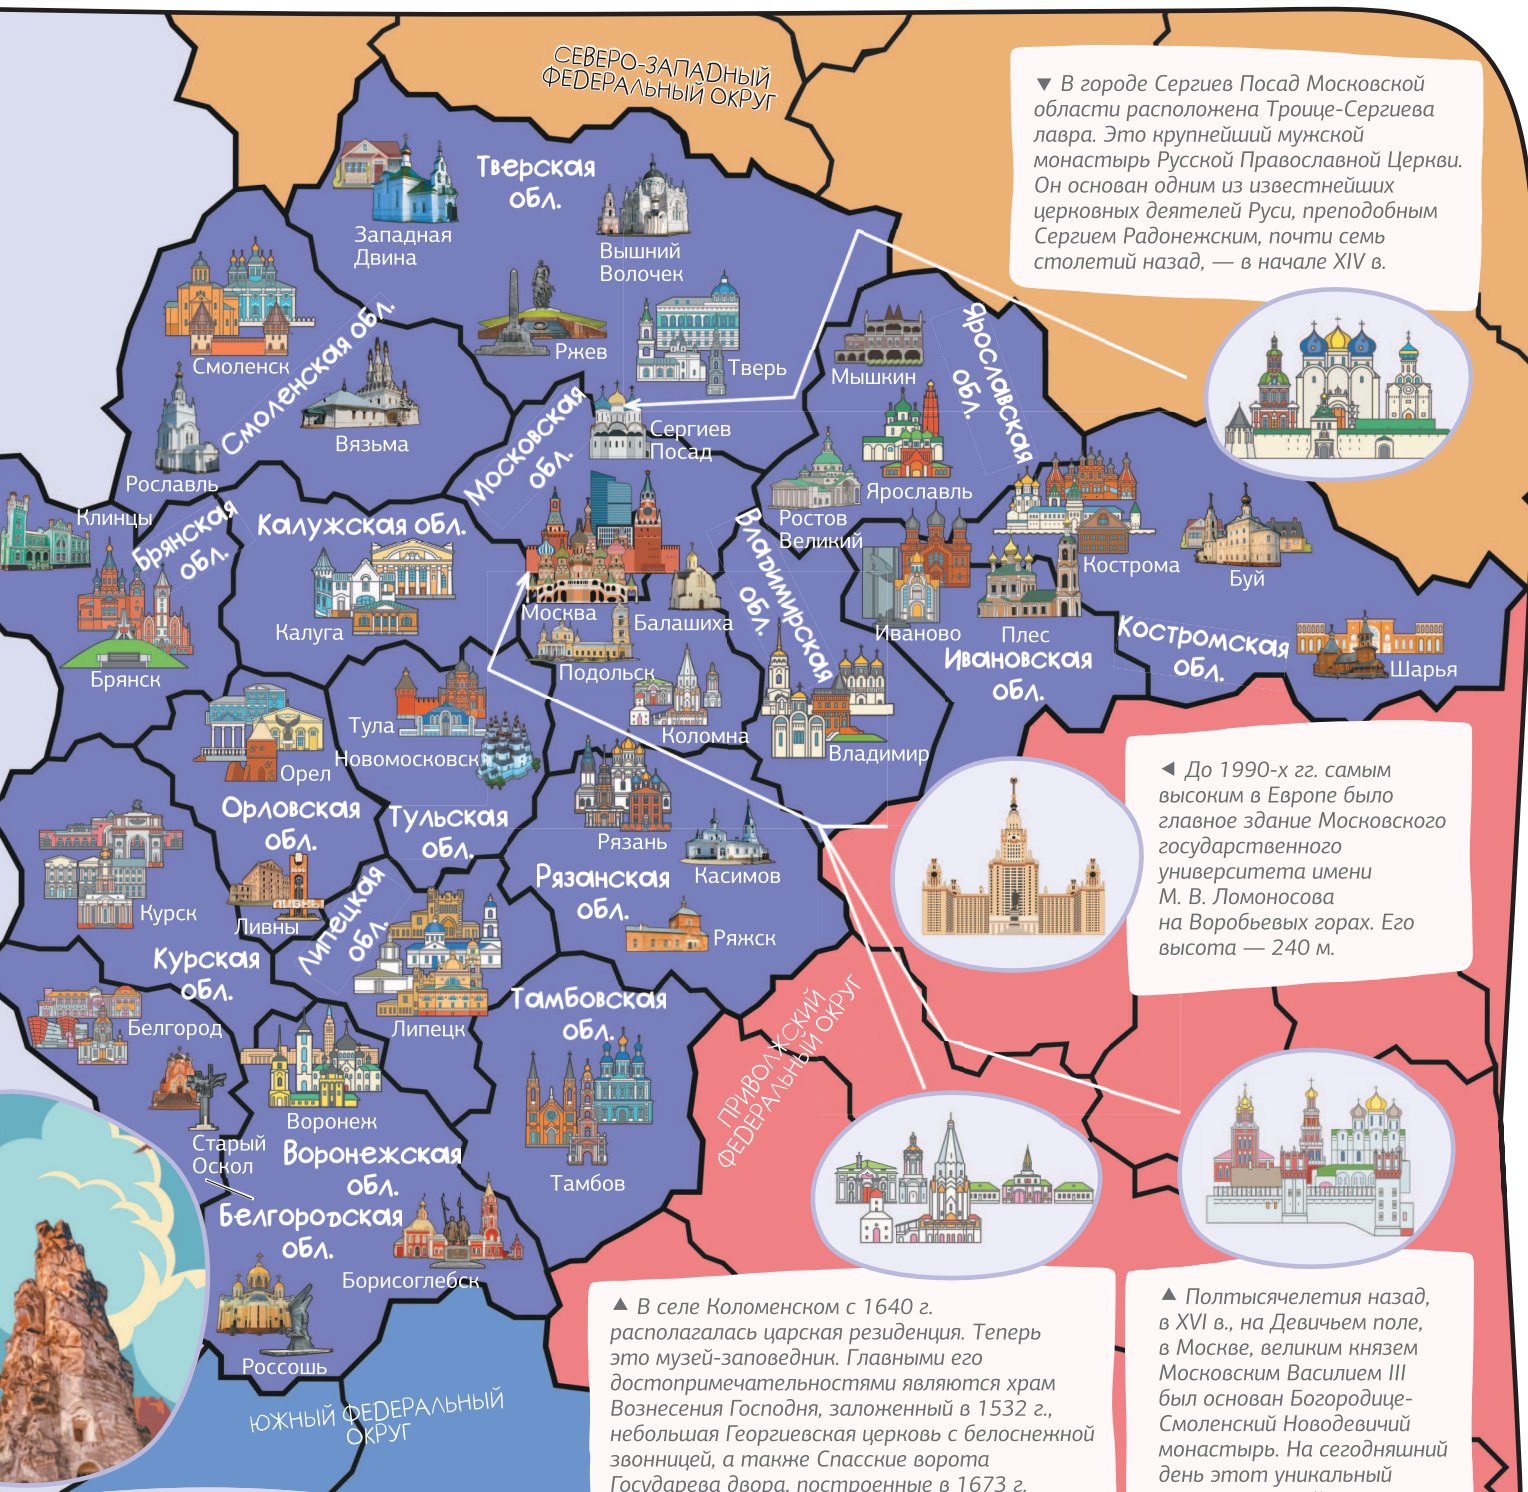 СЕВЕРО-ЗАПАДНЫЙ
ФЕДЕРАЛЬНЫЙ ОКРУГ
▼ В городе Сергиев Посад Московской
области расположена Троице-Сергиева
лавра. Это крупнейший мужской
монастырь Русской Православной Церкви.
Он основан одним из известнейших
церковных деятелей Руси, преподобным
Сергием Радонежским, почти семь
столетий назад, — в начале XIV в.
Тверская
обл.
Западная
Двина
Вышний
Волочек
Ржев
Тверь
Смоленск
Смоленская обл.
Вязьма
Рославль
Мышкин
Ярославская
обл.
Ярославль
Ростов
Великий
Московская
обл.
Сергиев
Посад
Клинцы
Брянская
обл.
Брянск
Калужская обл.
Калуга
Москва
Балашиха
Подольск
Коломна
Владимирская
обл.
Владимир
Иваново
Плес
Ивановская
обл.
Кострома
Буй
Костромская
обл.
Шарья
Тула
Новомосковск
Тульская
обл.
Орел
Орловская
обл.
Ливны
ЛИВНЫ
Курск
Курская
обл.
Липецкая
обл.
Липецк
Рязань
Касимов
Рязанская
обл.
Ряжск
◄ До 1990-х гг. самым
высоким в Европе было
главное здание Московского
государственного
университета имени
М. В. Ломоносова
на Воробьевых горах. Его
высота — 240 м.
Тамбовская
обл.
Тамбов
ПРИВОЛЖСКИЙ
ФЕДЕРАЛЬНЫЙ ОКРУГ
Белгород
Старый
Оскол
Воронеж
Воронежская
обл.
Белгородская
обл.
Борисоглебск
Россошь
ЮЖНЫЙ ФЕДЕРАЛЬНЫЙ
ОКРУГ
▲ В селе Коломенском с 1640 г.
располагалась царская резиденция. Теперь
это музей-заповедник. Главными его
достопримечательностями являются храм
Вознесения Господня, заложенный в 1532 г.,
небольшая Георгиевская церковь с белоснежной
звонницей, а также Спасские ворота
Государева двора, построенные в 1673 г.
▲ Полтысячелетия назад,
в XVI в., на Девичьем поле,
в Москве, великим князем
Московским Василием III
был основан Богородице-
Смоленский Новодевичий
монастырь. На сегодняшний
день этот уникальный